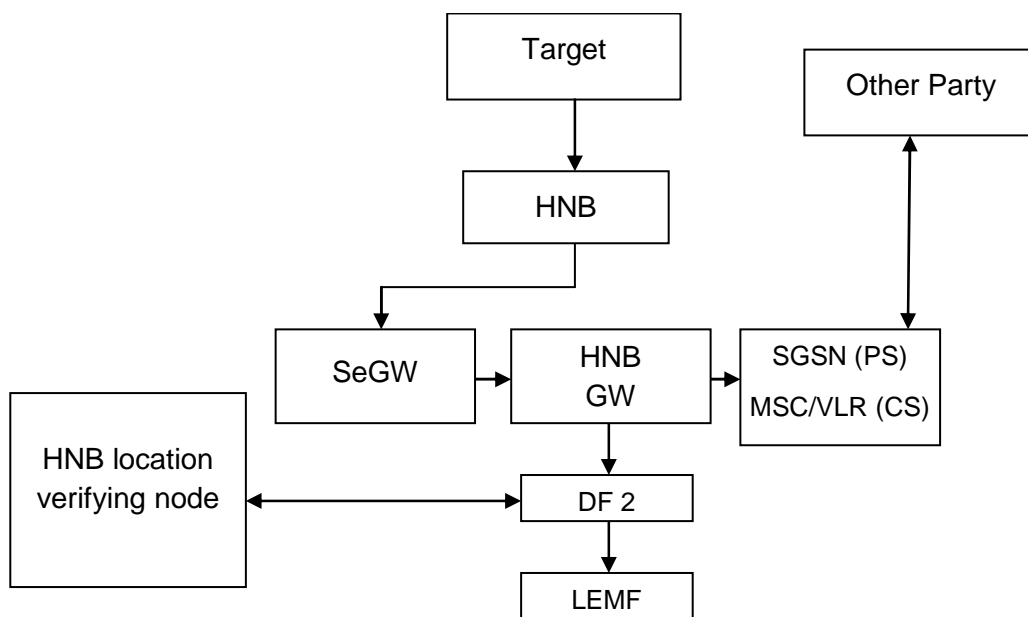 Target
Other Party
HNB
SeGW
HNB
GW
SGSN (PS)
MSC/VLR (CS)
HNB location
verifying node
DF 2
LEMF